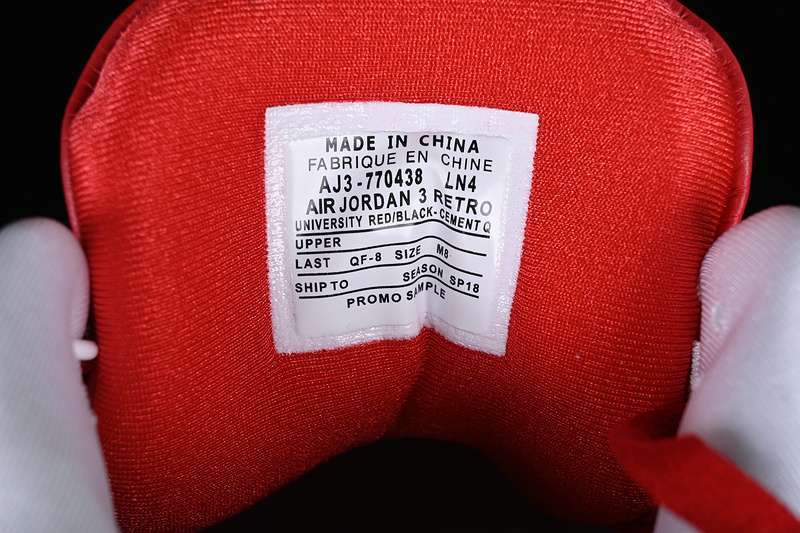 MADE IN CHINA
FABRIQUE EN CHINE
AJ3-770438 LN4
AIR JORDAN 3 RETRO
UNIVERSITY RED/BLACK-CEMENT Q
UPPER
LAST QF-8 SIZE M8
SHIP TO SEASON SP18
PROMO SAMPLE